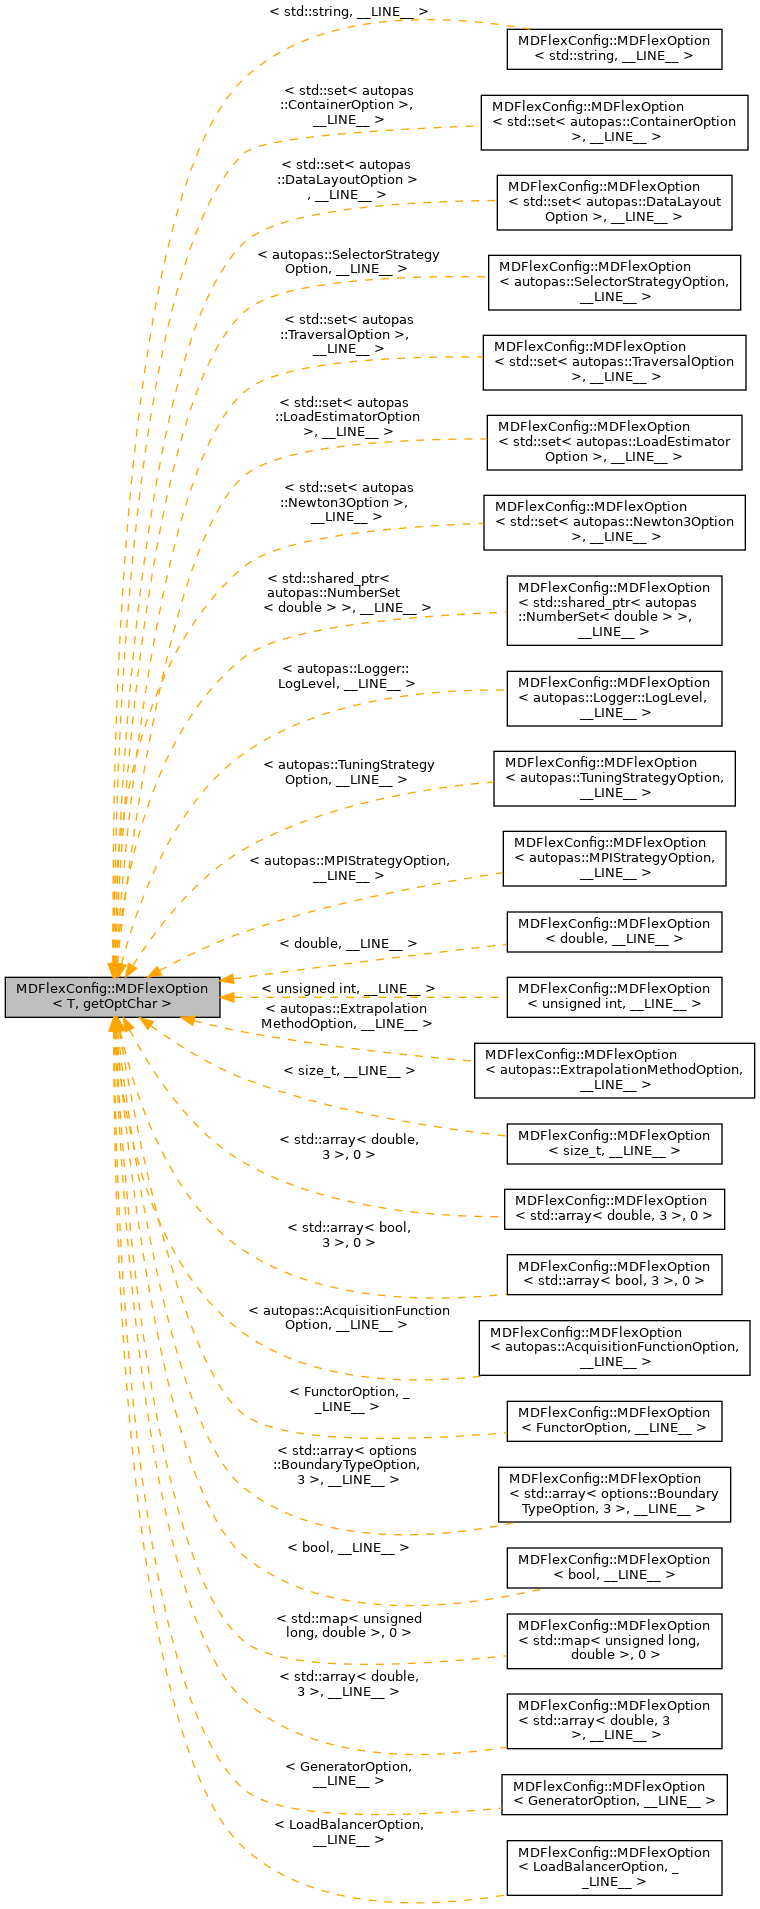 < std::string, __LINE__ >
MDFlexConfig::MDFlexOption
< std::string, __LINE__ >
< std::set< autopas
::ContainerOption >,
__LINE__ >
MDFlexConfig::MDFlexOption
< std::set< autopas::ContainerOption
>, __LINE__ >
< std::set< autopas
::DataLayoutOption >
, __LINE__ >
MDFlexConfig::MDFlexOption
< std::set< autopas::DataLayout
Option >, __LINE__ >
< autopas::SelectorStrategy
Option, __LINE__ >
MDFlexConfig::MDFlexOption
< autopas::SelectorStrategyOption,
__LINE__ >
< std::set< autopas
::TraversalOption >,
__LINE__ >
MDFlexConfig::MDFlexOption
< std::set< autopas::TraversalOption
>, __LINE__ >
< std::set< autopas
::LoadEstimatorOption
>, __LINE__ >
MDFlexConfig::MDFlexOption
< std::set< autopas::LoadEstimator
Option >, __LINE__ >
< std::set< autopas
::Newton3Option >,
__LINE__ >
MDFlexConfig::MDFlexOption
< std::set< autopas::Newton3Option
>, __LINE__ >
< std::shared_ptr<
autopas::NumberSet
< double > >, __LINE__ >
MDFlexConfig::MDFlexOption
< std::shared_ptr< autopas
::NumberSet< double > >,
__LINE__ >
< autopas::Logger::
LogLevel, __LINE__ >
MDFlexConfig::MDFlexOption
< autopas::Logger::LogLevel,
__LINE__ >
< autopas::TuningStrategy
Option, __LINE__ >
MDFlexConfig::MDFlexOption
< autopas::TuningStrategyOption,
__LINE__ >
< autopas::MPIStrategyOption,
__LINE__ >
MDFlexConfig::MDFlexOption
< autopas::MPIStrategyOption,
__LINE__ >
< double, __LINE__ >
MDFlexConfig::MDFlexOption
< double, __LINE__ >
MDFlexConfig::MDFlexOption
< T, getOptChar >
< unsigned int, __LINE__ >
MDFlexConfig::MDFlexOption
< unsigned int, __LINE__ >
< autopas::Extrapolation
MethodOption, __LINE__ >
MDFlexConfig::MDFlexOption
< autopas::ExtrapolationMethodOption,
__LINE__ >
< size_t, __LINE__ >
MDFlexConfig::MDFlexOption
< size_t, __LINE__ >
< std::array< double,
3 >, 0 >
MDFlexConfig::MDFlexOption
< std::array< double, 3 >, 0 >
< std::array< bool,
3 >, 0 >
MDFlexConfig::MDFlexOption
< std::array< bool, 3 >, 0 >
< autopas::AcquisitionFunction
Option, __LINE__ >
MDFlexConfig::MDFlexOption
< autopas::AcquisitionFunctionOption,
__LINE__ >
< FunctorOption, _
_LINE__ >
MDFlexConfig::MDFlexOption
< FunctorOption, __LINE__ >
< std::array< options
::BoundaryTypeOption,
3 >, __LINE__ >
MDFlexConfig::MDFlexOption
< std::array< options::Boundary
TypeOption, 3 >, __LINE__ >
< bool, __LINE__ >
MDFlexConfig::MDFlexOption
< bool, __LINE__ >
< std::map< unsigned
long, double >, 0 >
MDFlexConfig::MDFlexOption
< std::map< unsigned long,
double >, 0 >
< std::array< double,
3 >, __LINE__ >
MDFlexConfig::MDFlexOption
< std::array< double, 3
>, __LINE__ >
< GeneratorOption,
__LINE__ >
MDFlexConfig::MDFlexOption
< GeneratorOption, __LINE__ >
< LoadBalancerOption,
__LINE__ >
MDFlexConfig::MDFlexOption
< LoadBalancerOption, _
_LINE__ >